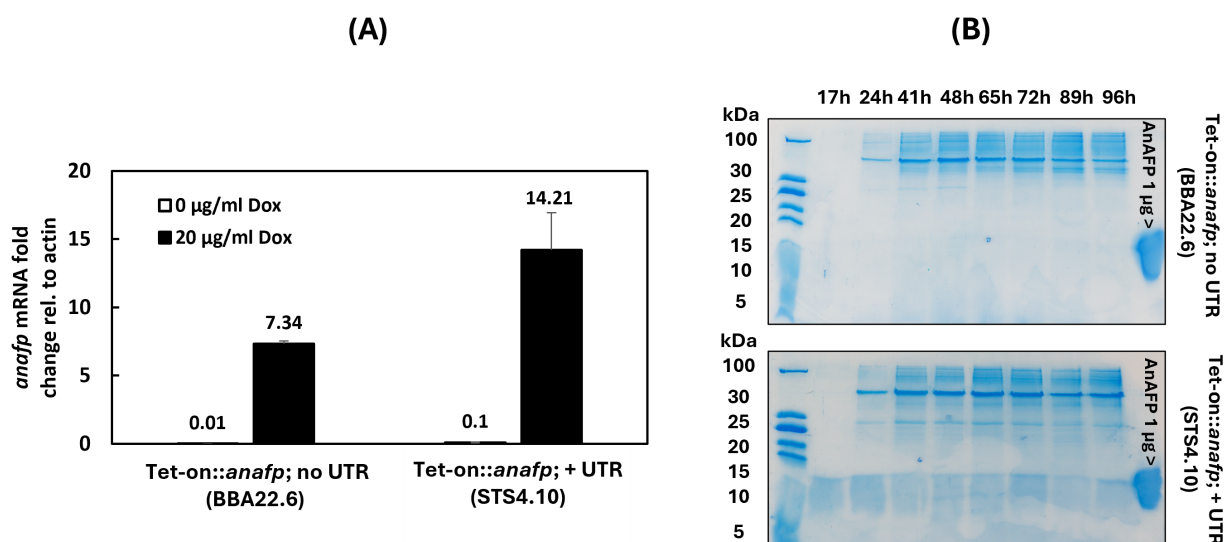 (A)
20
15
10
5
0
anafp mRNA fold
change rel. to actin
0 µg/ml Dox
20 µg/ml Dox
0.01
7.34
0.1
14.21
Tet-on::anafp; no UTR
(BBA22.6)
Tet-on::anafp; + UTR
(STS4.10)
(B)
17h 24h 41h 48h 65h 72h 89h 96h
kDa
100
30
25
20
15
10
5
AnAFP 1 µg >
Tet-on::anafp; no UTR
(BBA22.6)
kDa
100
30
25
20
15
10
5
AnAFP 1 µg >
Tet-on::anafp; + UTR
(STS4.10)